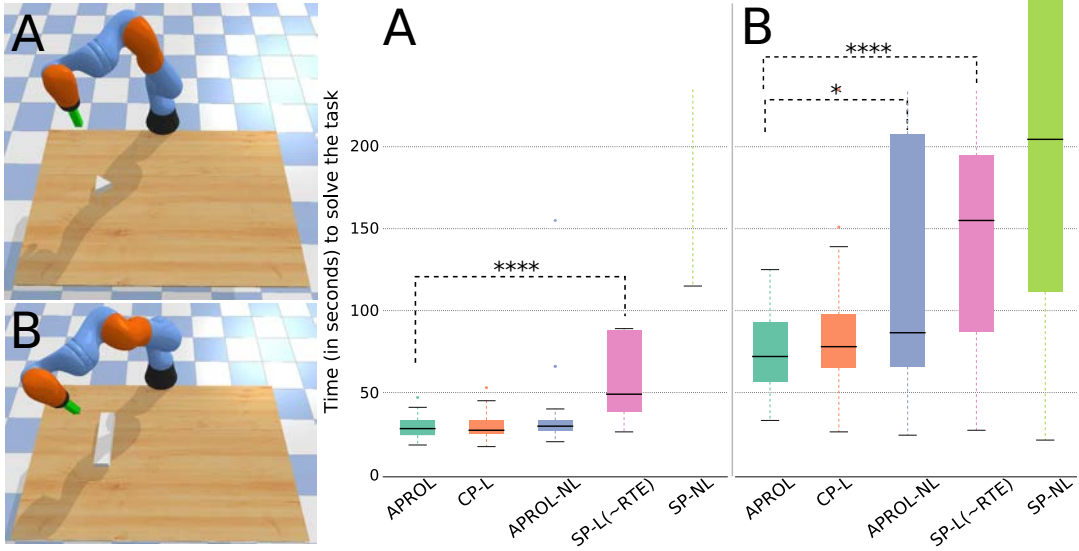 A
B
A
B
Time (in seconds) to solve the task
200
150
100
50
0
****
****
*
APROL
CP-L
APROL-NL
SP-L(~RTE)
SP-NL
APROL
CP-L
APROL-NL
SP-L(~RTE)
SP-NL